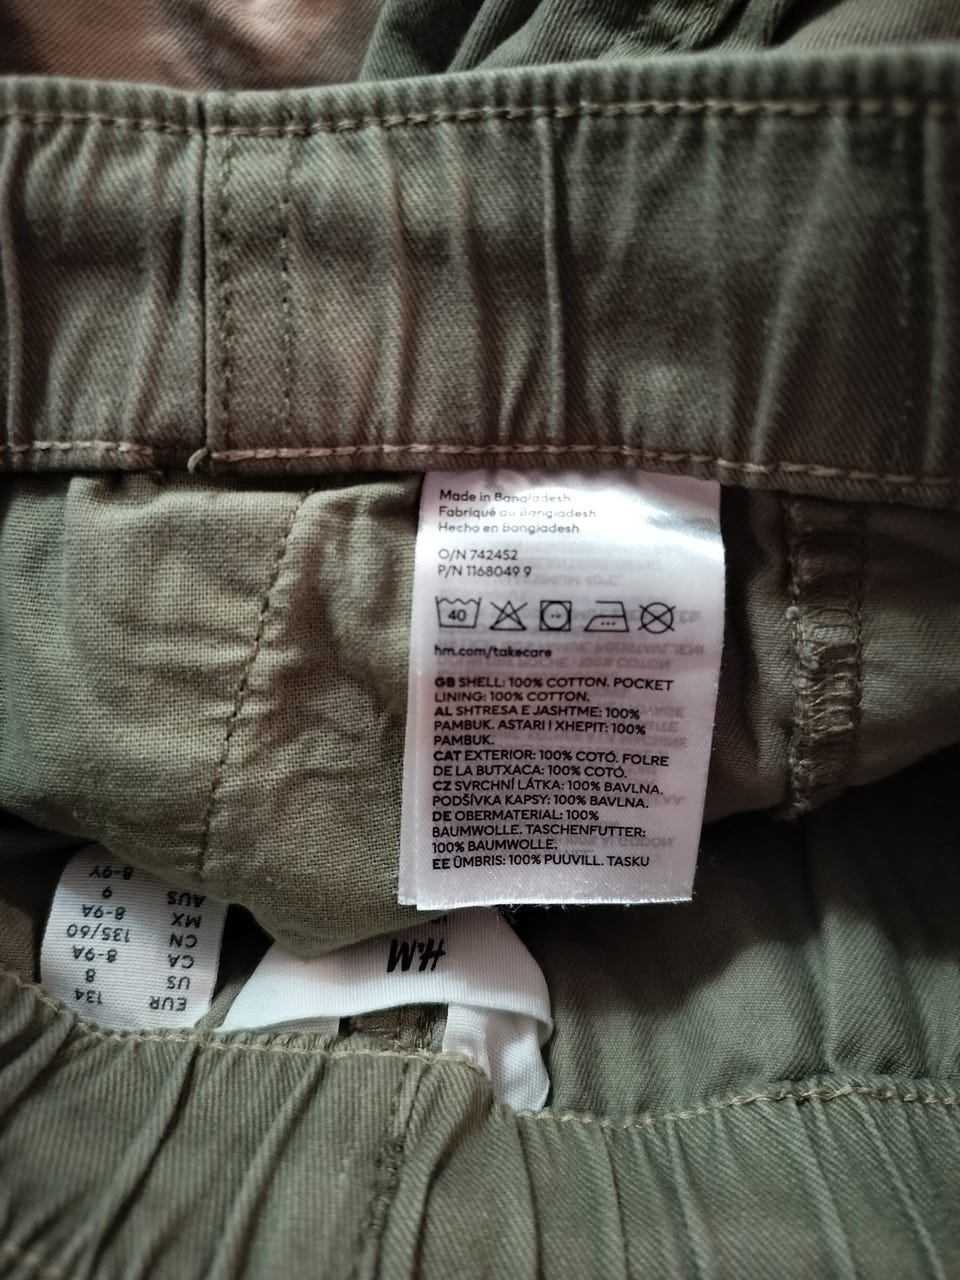 Made in Bangladesh
Fabriqué au Bangladesh
Hecho en Bangladesh
O/N 742452
P/N 1168049 9
40
hm.com/takecare
GB SHELL: 100% COTTON. POCKET
LINING: 100% COTTON.
AL SHTRESA E JASHTME: 100%
PAMBUK. ASTARI I XHEPIT: 100%
PAMBUK.
CAT EXTERIOR: 100% COTÓ. FOLRE
DE LA BUTXACA: 100% COTÓ.
CZ SVRCHNÍ LÁTKA: 100% BAVLNA.
PODŠÍVKA KAPSY: 100% BAVLNA.
DE OBERMATERIAL: 100%
BAUMWOLLE. TASCHENFUTTER:
100% BAUMWOLLE.
EE ÜMBRIS: 100% PUUVILL. TASKU
H&M
EUR 134
US 8
CA 8-9A
CN 135/60
MX 8-9A
AUS 9
8-9Y